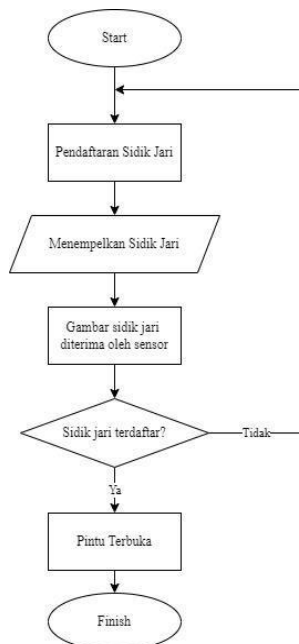 Start
Pendaftaran Sidik Jari
Menempelkan Sidik Jari
Gambar sidik jari
diterima oleh sensor
Sidik jari terdaftar?
Tidak
Ya
Pintu Terbuka
Finish